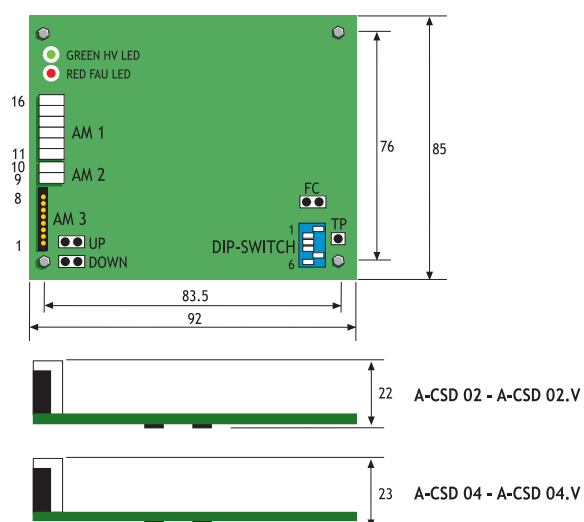 GREEN HV LED
RED FAU LED
16
AM 1
11
10
AM 2
9
8
AM 3
1
UP
DOWN
FC
TP
1
DIP-SWITCH
6
76
85
83.5
92
22
A-CSD 02 - A-CSD 02.V
23
A-CSD 04 - A-CSD 04.V